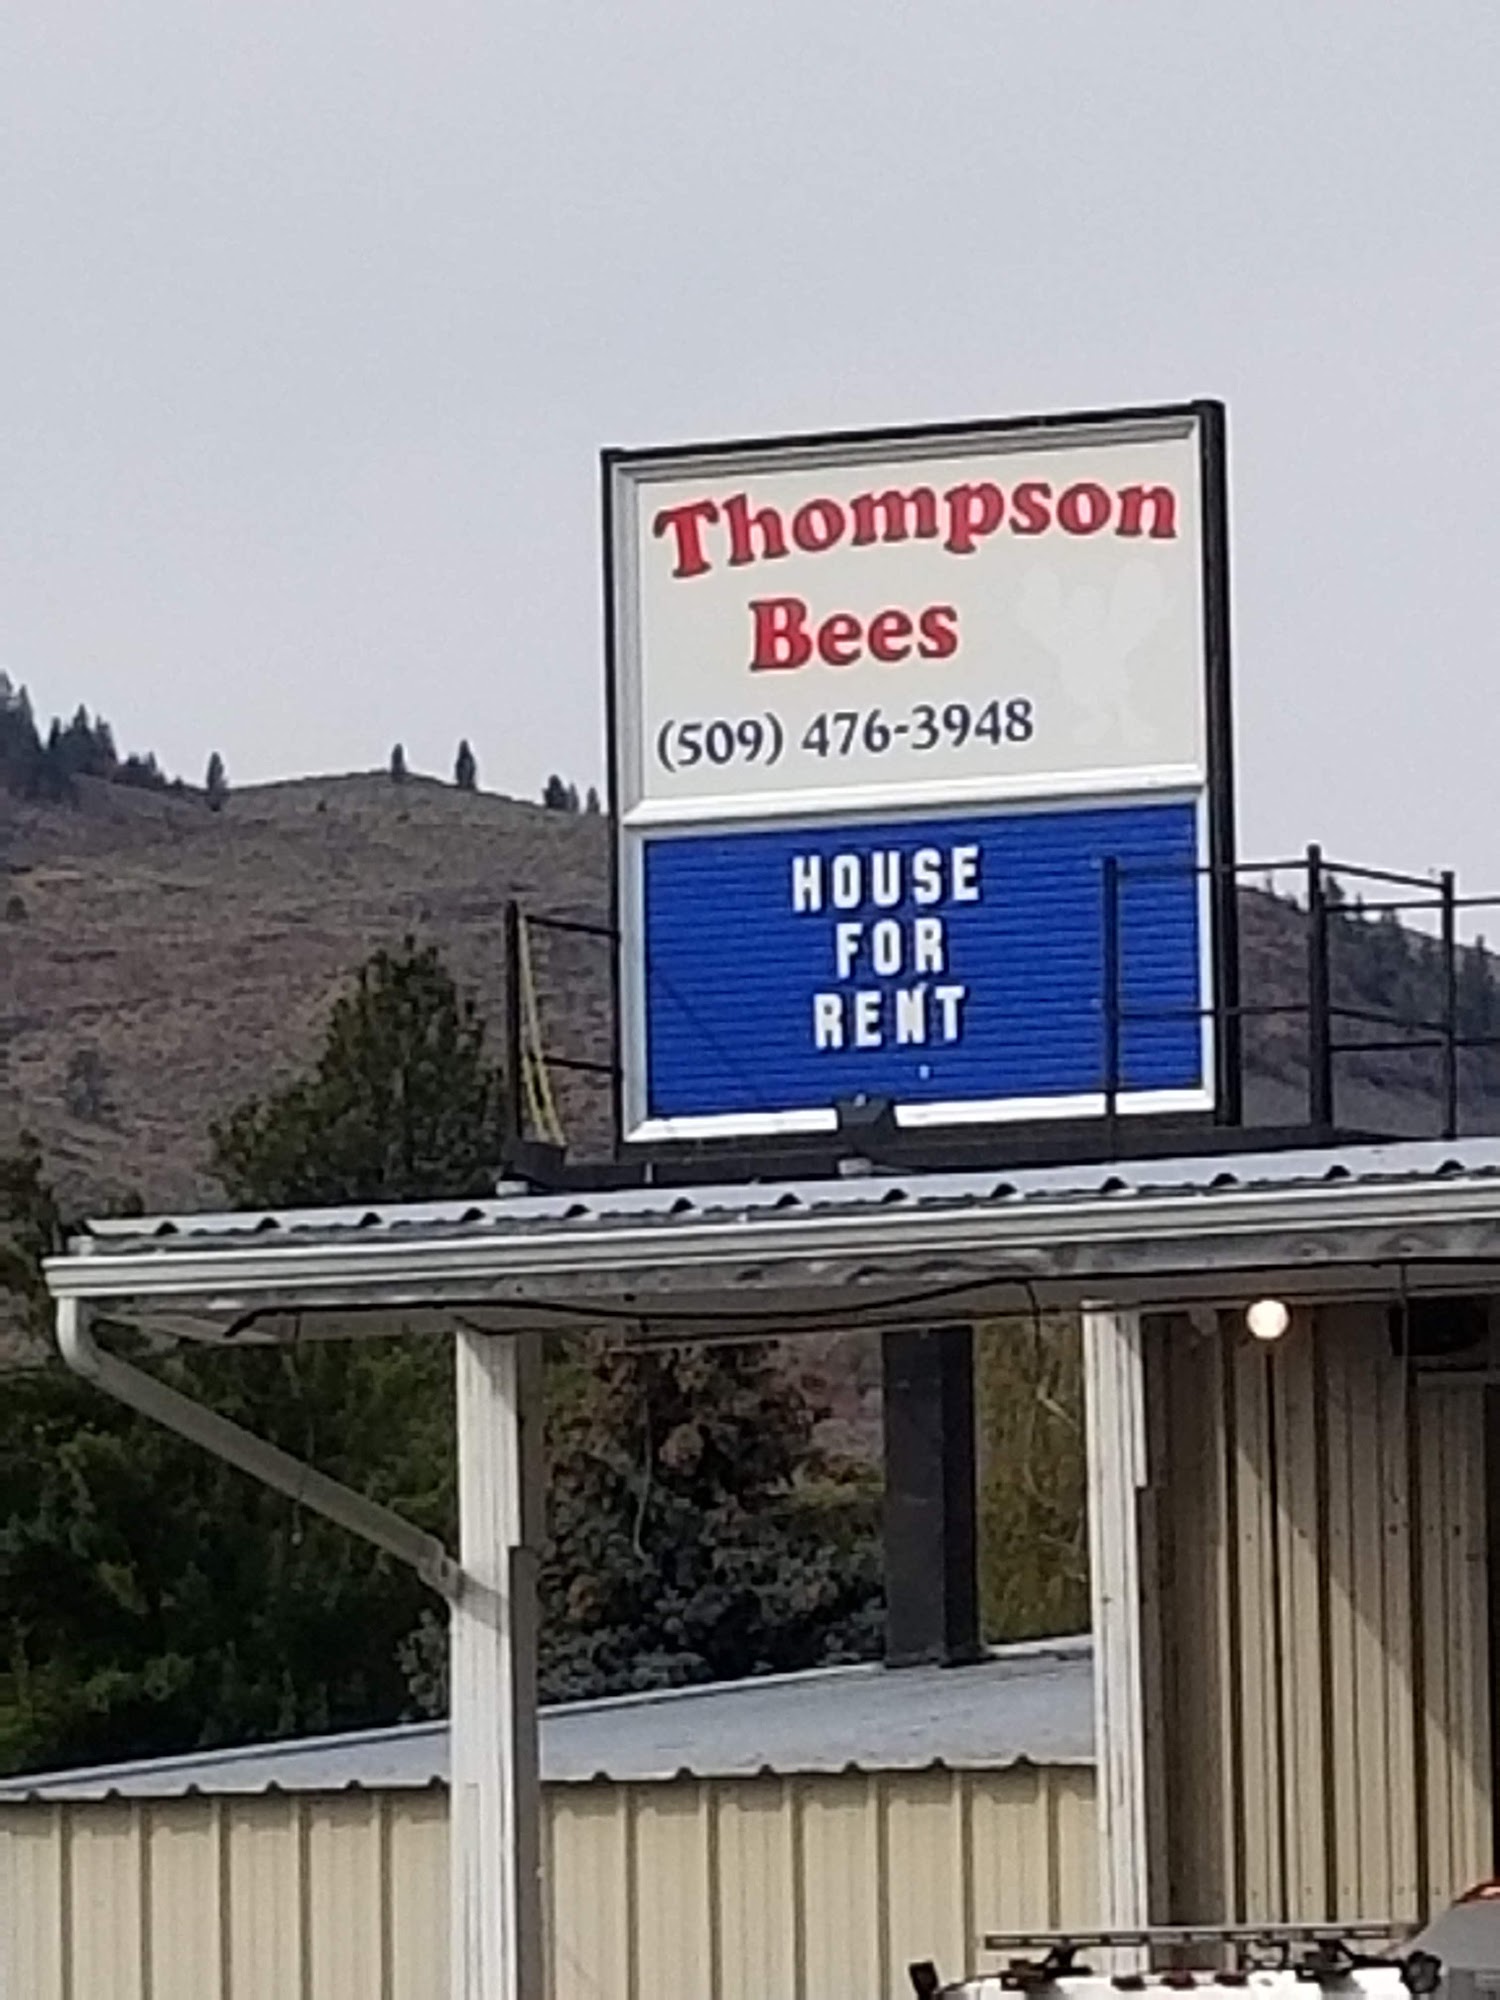 Thompson
Bees
(509) 476-3948
HOUSE
FOR
RENT